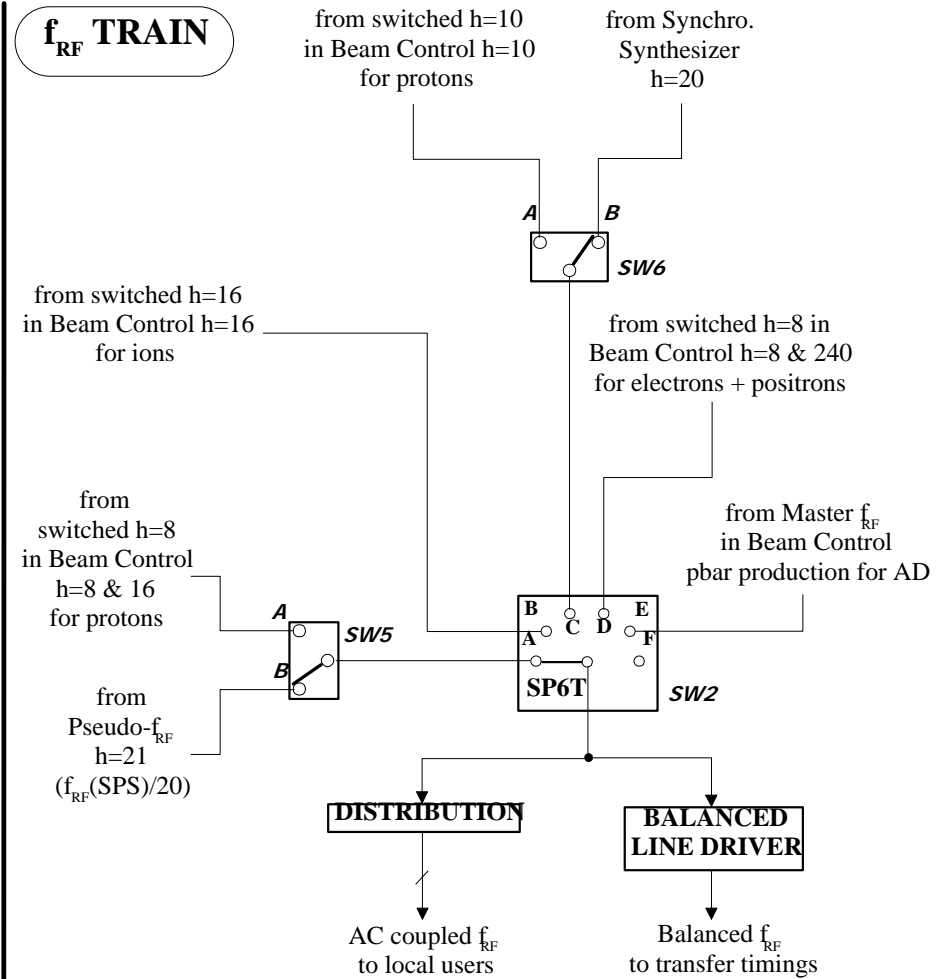 f_RF TRAIN
from switched h=10
in Beam Control h=10
for protons
from Synchro.
Synthesizer
h=20
A
B
SW6
from switched h=16
in Beam Control h=16
for ions
from switched h=8 in
Beam Control h=8 & 240
for electrons + positrons
from
switched h=8
in Beam Control
h=8 & 16
for protons
from Master f_RF
in Beam Control
pbar production for AD
A
SW5
B
B
C
D
E
A
F
SP6T
SW2
from
Pseudo-f_RF
h=21
(f_RF(SPS)/20)
DISTRIBUTION
BALANCED
LINE DRIVER
AC coupled f_RF
to local users
Balanced f_RF
to transfer timings